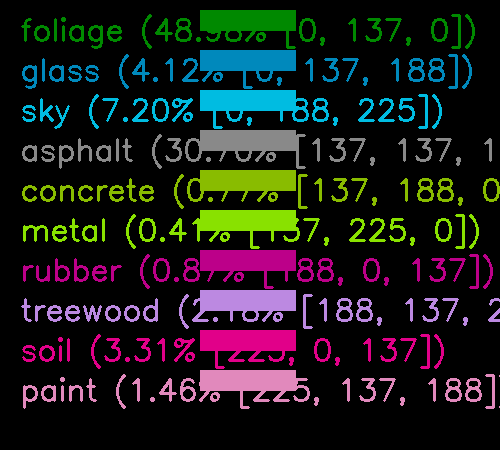 foliage (48.98% [0, 137, 0])
glass (4.12% [0, 137, 188])
sky (7.20% [0, 188, 225])
asphalt (30.70% [137, 137, 1
concrete (0.77% [137, 188, 0
metal (0.41% [137, 225, 0])
rubber (0.87% [188, 0, 137])
treewood (2.18% [188, 137, 2
soil (3.31% [225, 0, 137])
paint (1.46% [225, 137, 188])